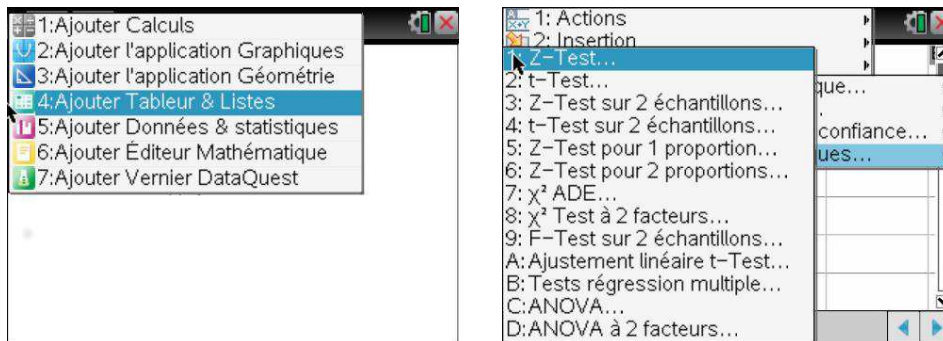 1:Ajouter Calculs
2:Ajouter l'application Graphiques
3:Ajouter l'application Géométrie
4:Ajouter Tableur & Listes
5:Ajouter Données & statistiques
6:Ajouter Éditeur Mathématique
7:Ajouter Vernier DataQuest
1: Actions
2: Insertion
1: Z-Test...
2: t-Test...
3: Z-Test sur 2 échantillons...
4: t-Test sur 2 échantillons...
5: Z-Test pour 1 proportion...
6: Z-Test pour 2 proportions...
7: χ² ADE...
8: χ² Test à 2 facteurs...
9: F-Test sur 2 échantillons...
A: Ajustement linéaire t-Test...
B: Tests régression multiple...
C:ANOVA...
D:ANOVA à 2 facteurs...
que...
confiance...
ues...